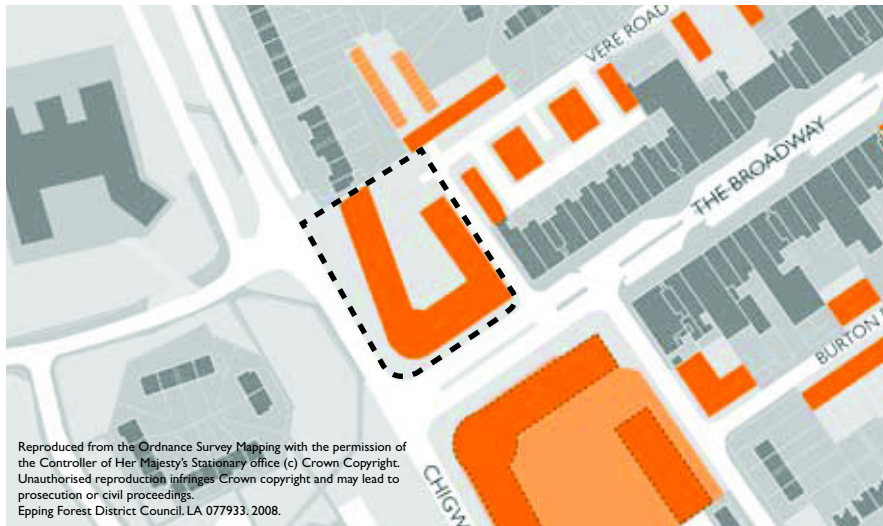 VERE ROAD
THE BROADWAY
BURTON
CHIGW
Reproduced from the Ordnance Survey Mapping with the permission of
the Controller of Her Majesty's Stationary office (c) Crown Copyright.
Unauthorised reproduction infringes Crown copyright and may lead to
prosecution or civil proceedings.
Epping Forest District Council. LA 077933. 2008.